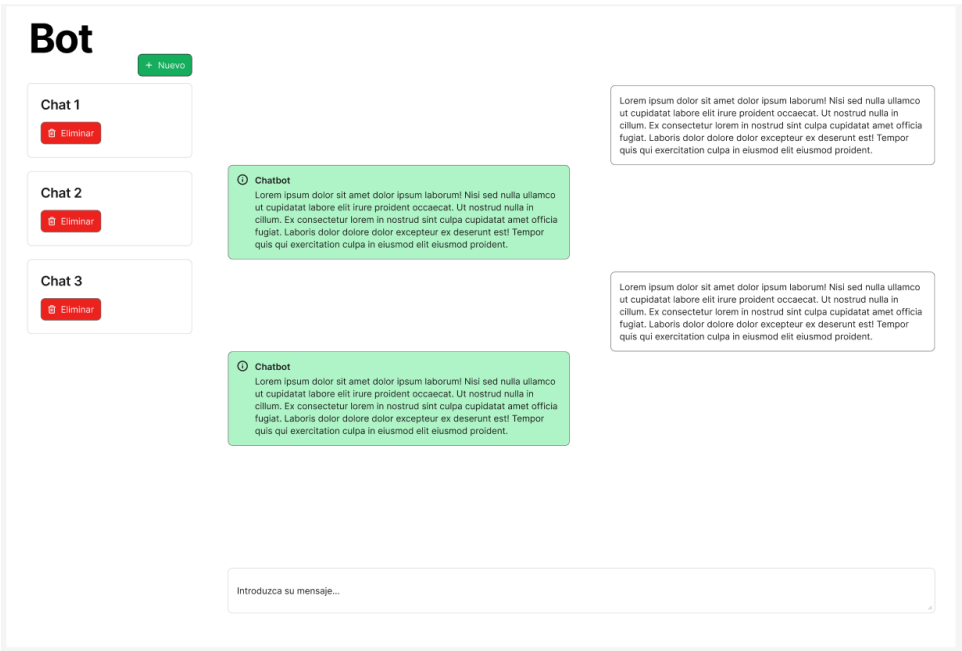 Bot
+ Nuevo
Chat 1
Eliminar
Chat 2
Eliminar
Chat 3
Eliminar
Lorem ipsum dolor sit amet dolor ipsum laborum! Nisi sed nulla ullamco
ut cupidatat labore elit irure proident occaecat. Ut nostrud nulla in
cillum. Ex consectetur lorem in nostrud sint culpa cupidatat amet officia
fugiat. Laboris dolor dolore dolor excepteur ex deserunt est! Tempor
quis qui exercitation culpa in eiusmod elit eiusmod proident.
Chatbot
Lorem ipsum dolor sit amet dolor ipsum laborum! Nisi sed nulla ullamco
ut cupidatat labore elit irure proident occaecat. Ut nostrud nulla in
cillum. Ex consectetur lorem in nostrud sint culpa cupidatat amet officia
fugiat. Laboris dolor dolore dolor excepteur ex deserunt est! Tempor
quis qui exercitation culpa in eiusmod elit eiusmod proident.
Lorem ipsum dolor sit amet dolor ipsum laborum! Nisi sed nulla ullamco
ut cupidatat labore elit irure proident occaecat. Ut nostrud nulla in
cillum. Ex consectetur lorem in nostrud sint culpa cupidatat amet officia
fugiat. Laboris dolor dolore dolor excepteur ex deserunt est! Tempor
quis qui exercitation culpa in eiusmod elit eiusmod proident.
Chatbot
Lorem ipsum dolor sit amet dolor ipsum laborum! Nisi sed nulla ullamco
ut cupidatat labore elit irure proident occaecat. Ut nostrud nulla in
cillum. Ex consectetur lorem in nostrud sint culpa cupidatat amet officia
fugiat. Laboris dolor dolore dolor excepteur ex deserunt est! Tempor
quis qui exercitation culpa in eiusmod elit eiusmod proident.
Introduzca su mensaje...